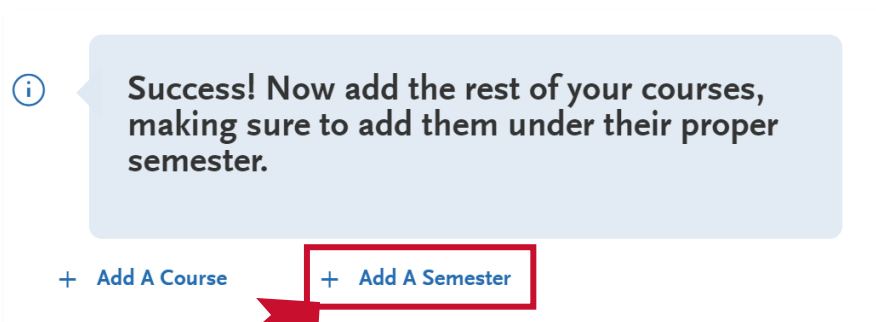 Success! Now add the rest of your courses,
making sure to add them under their proper
semester.
+ Add A Course + Add A Semester